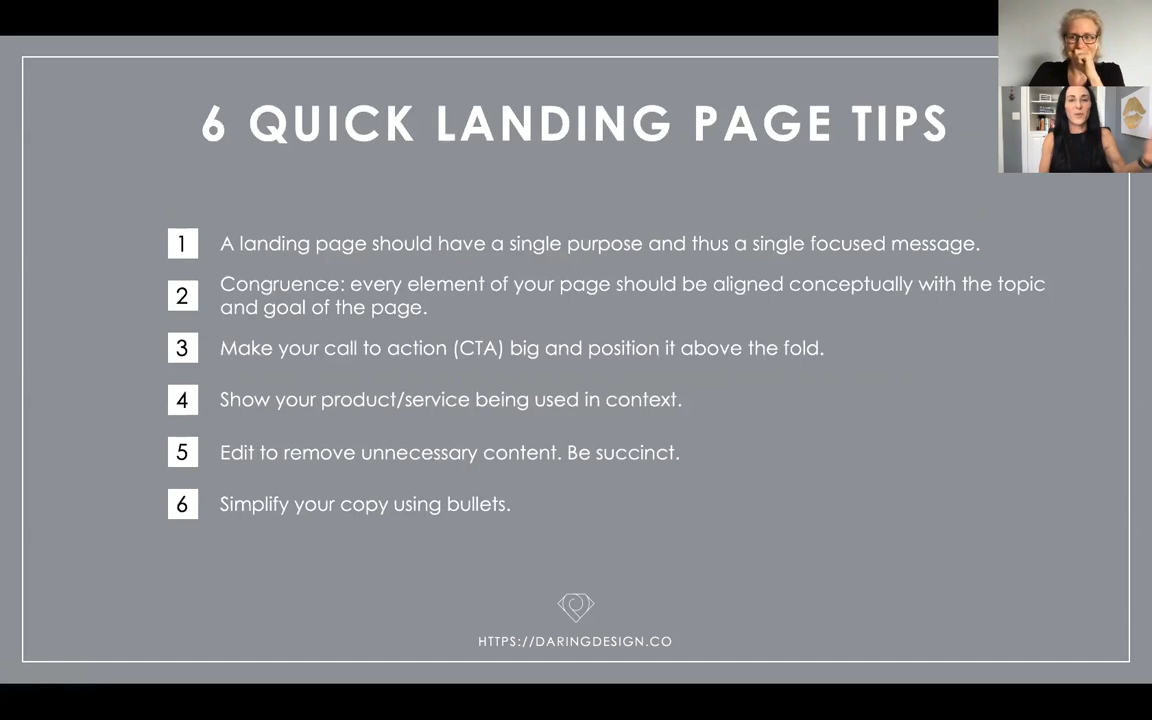 6 QUICK LANDING PAGE TIPS
1 A landing page should have a single purpose and thus a single focused message.
2 Congruence: every element of your page should be aligned conceptually with the topic
and goal of the page.
3 Make your call to action (CTA) big and position it above the fold.
4 Show your product/service being used in context.
5 Edit to remove unnecessary content. Be succinct.
6 Simplify your copy using bullets.
HTTPS://DARINGDESIGN.CO